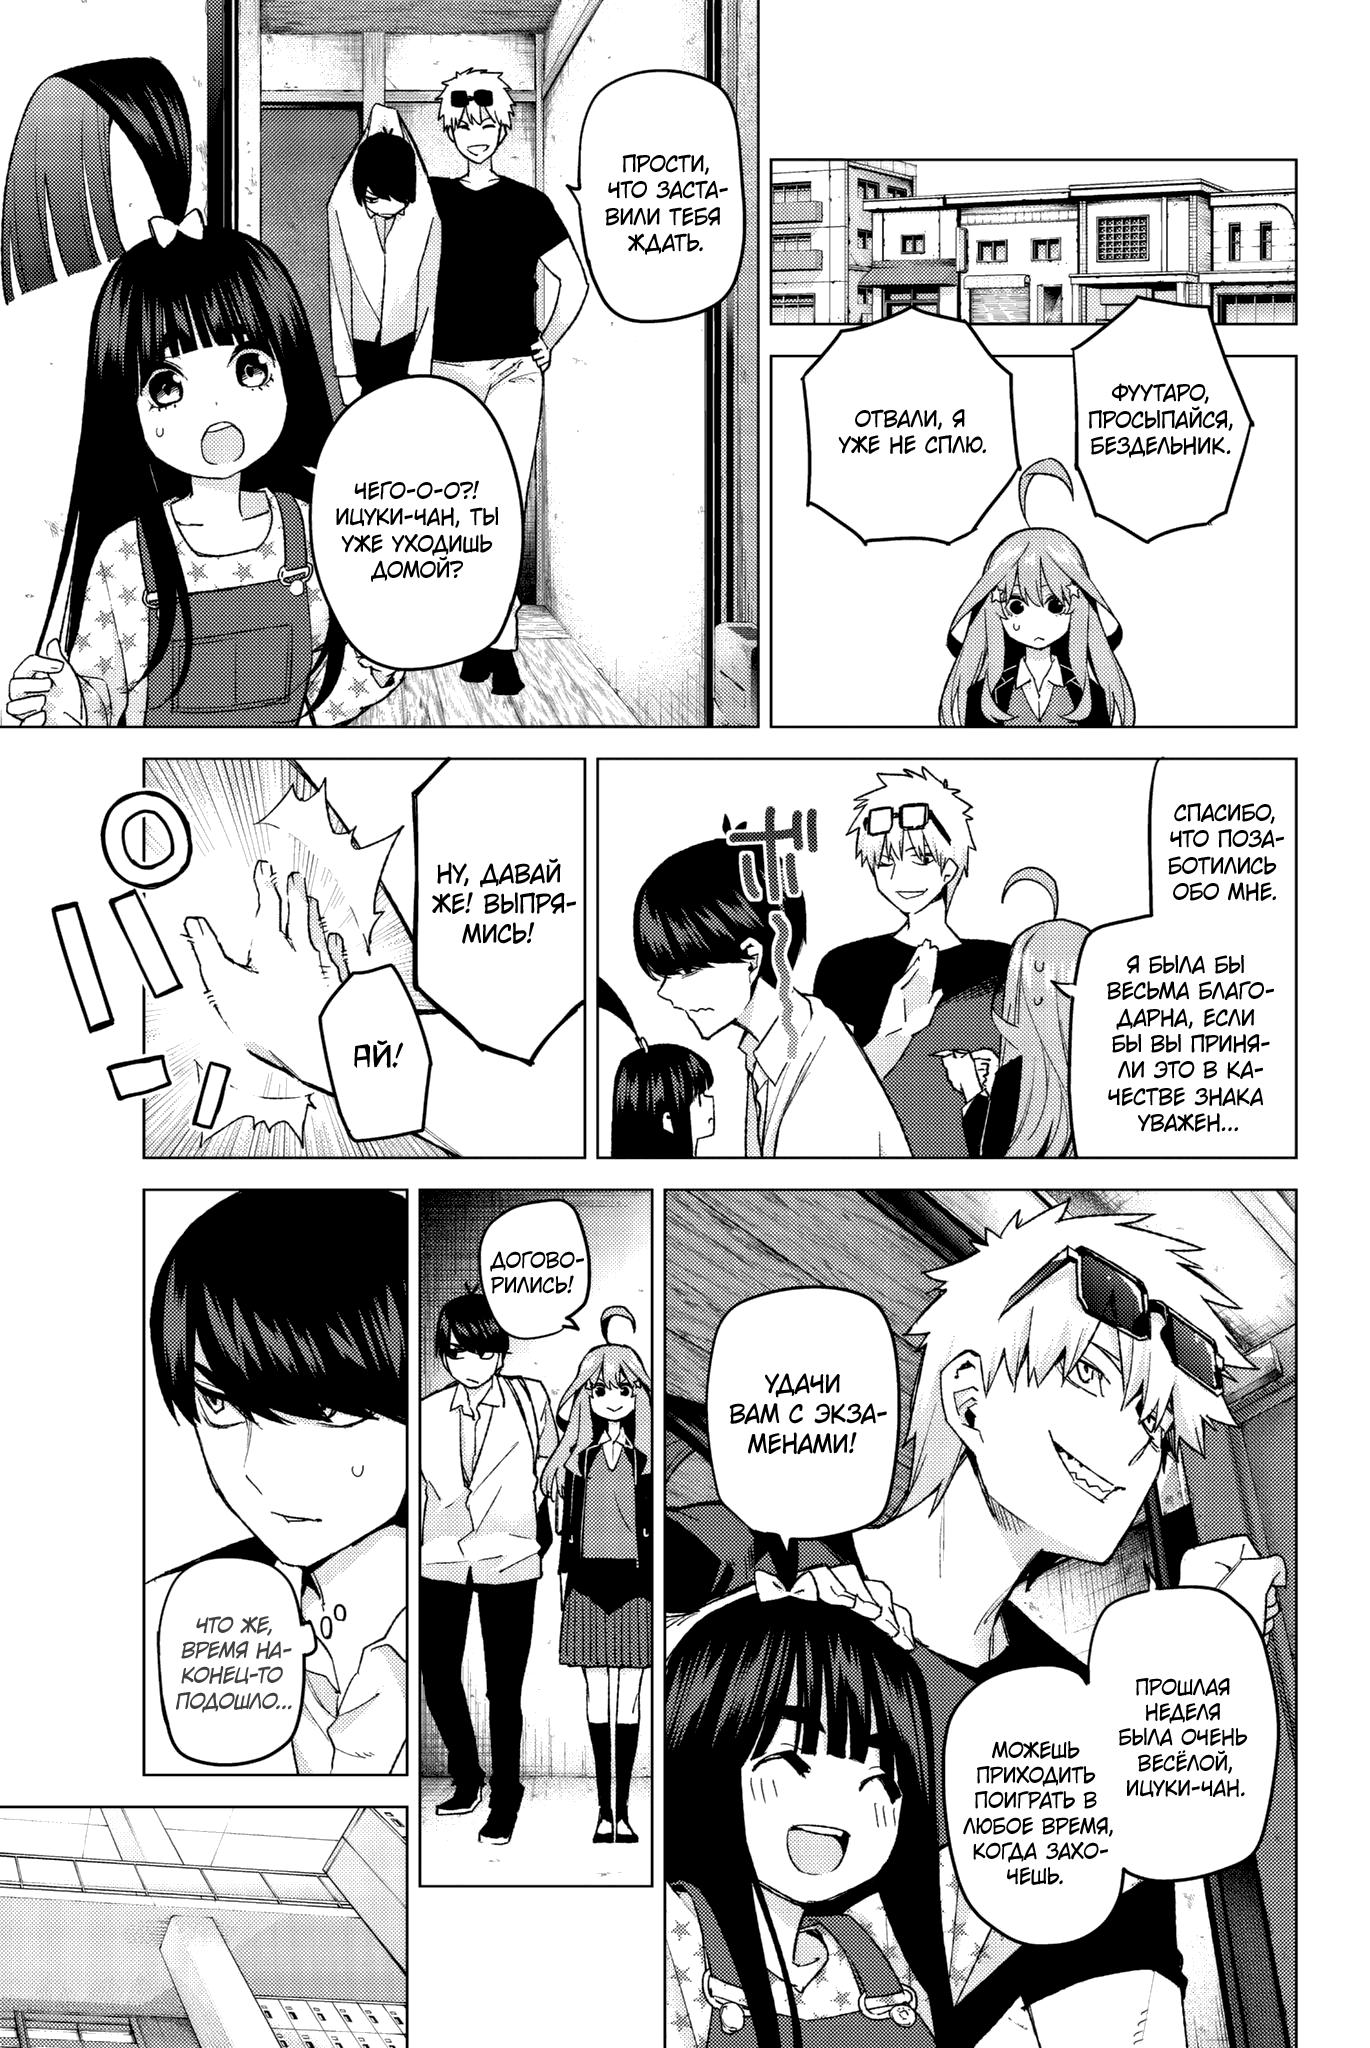 ФУУТАРО,
ПРОСЫПАЙСЯ,
БЕЗДЕЛЬНИК.
ОТВАЛИ, Я
УЖЕ НЕ СПЛЮ.
ПРОСТИ,
ЧТО ЗАСТА-
ВИЛИ ТЕБЯ
ЖДАТЬ.
ЧЕГО-О-О?!
ИЦУКИ-ЧАН, ТЫ
УЖЕ УХОДИШЬ
ДОМОЙ?
СПАСИБО,
ЧТО ПОЗА-
БОТИЛИСЬ
ОБО МНЕ.
Я БЫЛА БЫ
ВЕСЬМА БЛАГО-
ДАРНА, ЕСЛИ
БЫ ВЫ ПРИНЯ-
ЛИ ЭТО В КА-
ЧЕСТВЕ ЗНАКА
УВАЖЕН...
НУ, ДАВАЙ
ЖЕ! ВЫПРЯ-
МИСЬ!
АЙ!
パーン
УДАЧИ
ВАМ С ЭКЗА-
МЕНАМИ!
ПРОШЛАЯ
НЕДЕЛЯ
БЫЛА ОЧЕНЬ
ВЕСЁЛОЙ,
ИЦУКИ-ЧАН.
МОЖЕШЬ
ПРИХОДИТЬ
ПОИГРАТЬ В
ЛЮБОЕ ВРЕМЯ,
КОГДА ЗАХО-
ЧЕШЬ.
ДОГОВО-
РИЛИСЬ!
ЧТО ЖЕ,
ВРЕМЯ НА-
КОНЕЦ-ТО
ПОДОШЛО...